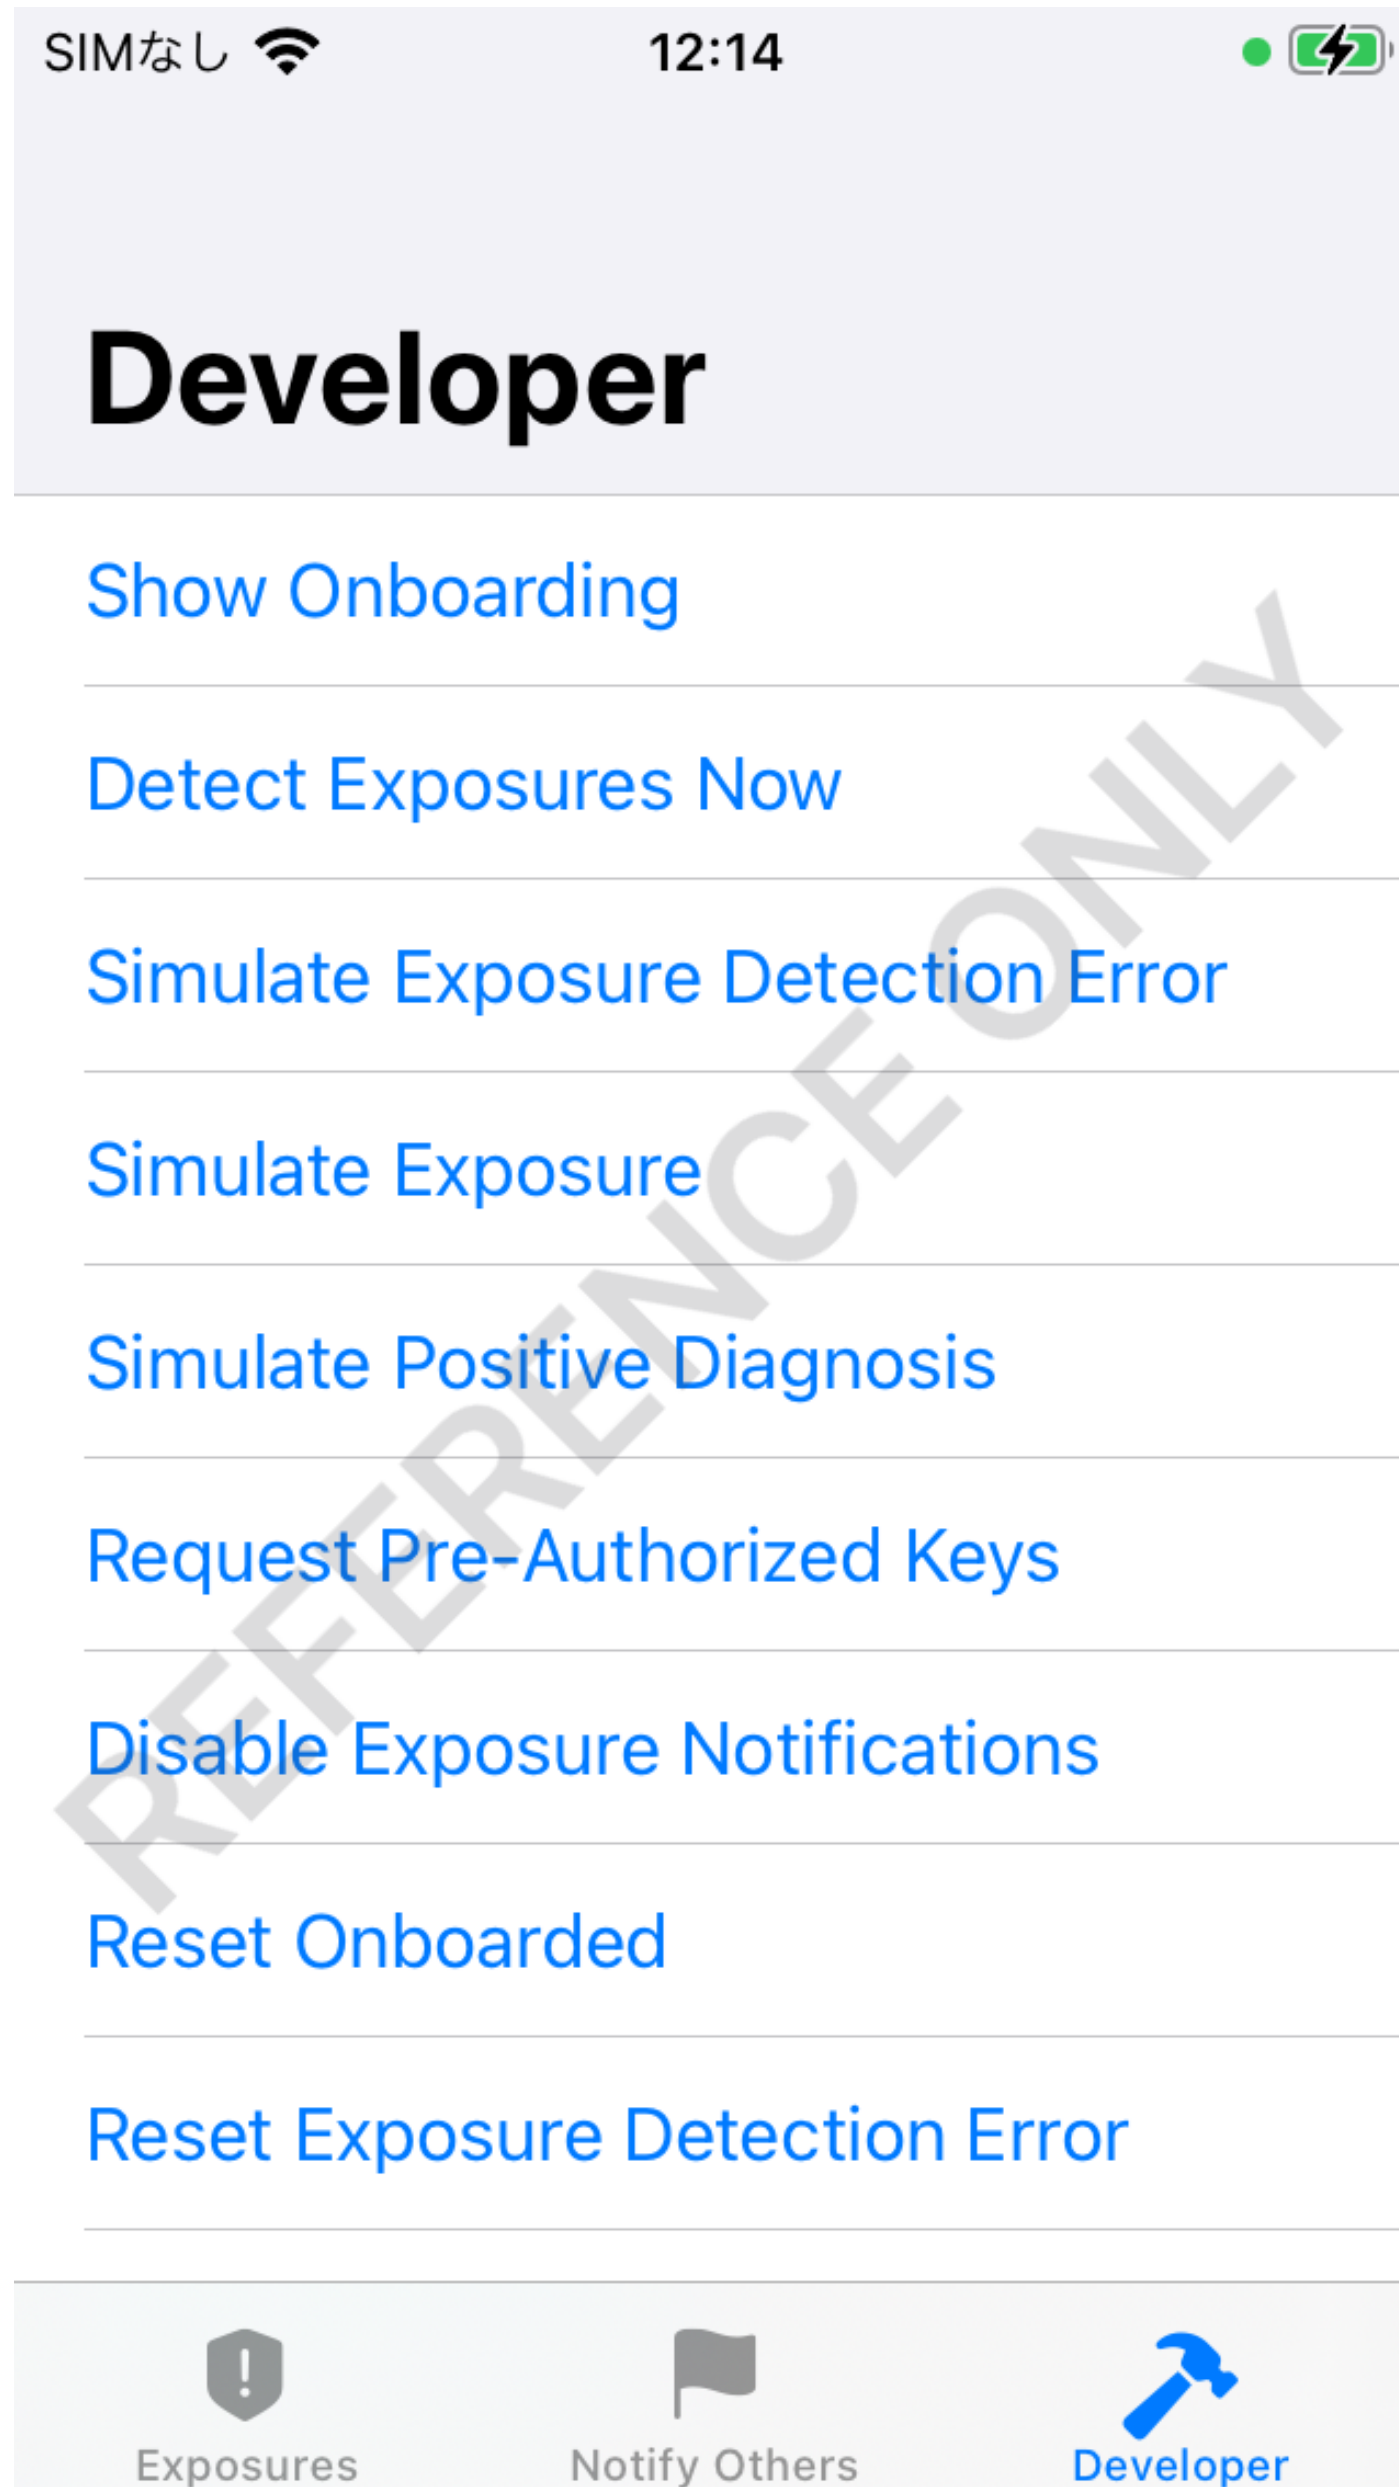 SIMなし 12:14
Developer
Show Onboarding
Detect Exposures Now
Simulate Exposure Detection Error
Simulate Exposure
Simulate Positive Diagnosis
Request Pre-Authorized Keys
Disable Exposure Notifications
Reset Onboarded
Reset Exposure Detection Error
REFERENCE ONLY
Exposures Notify Others Developer